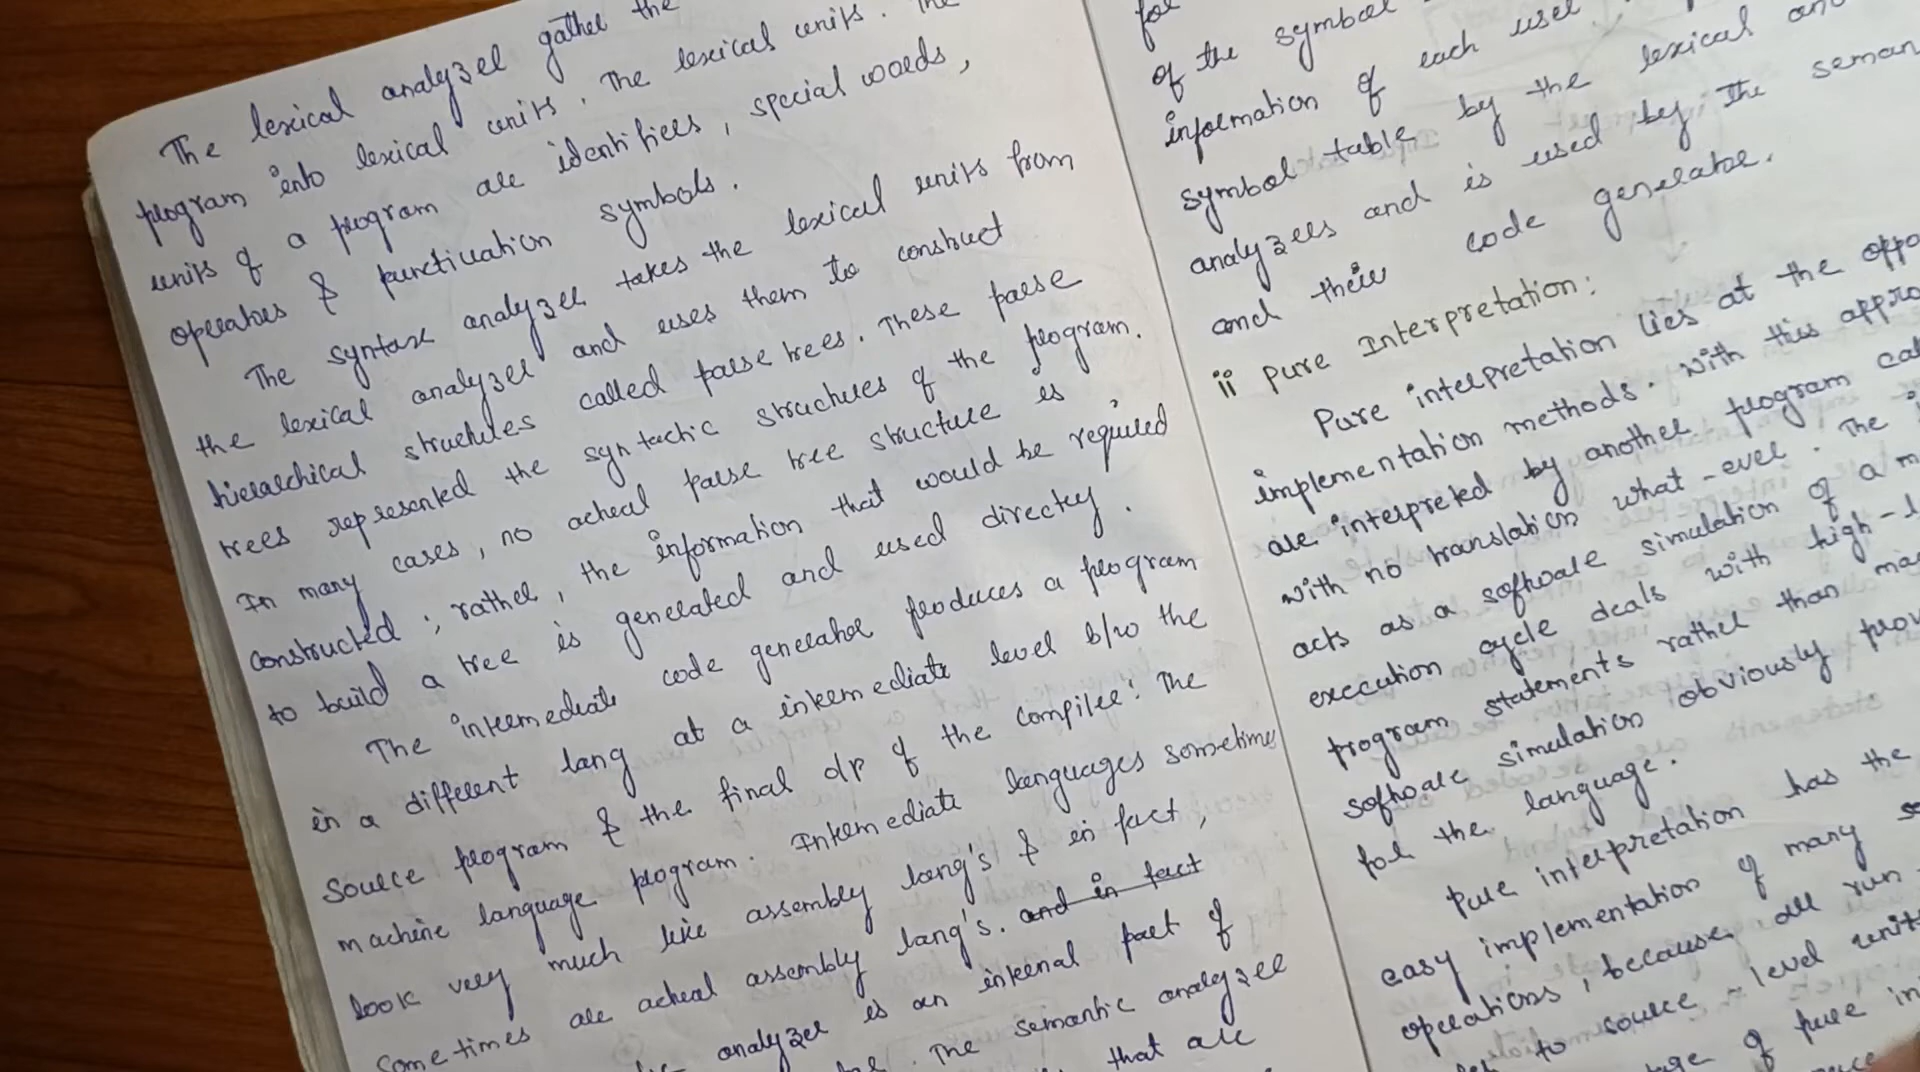 The lexical analyzer gather the
program into lexical units. The lexical units. The
units of a program are identifiers, special words,
operators & punctuation symbols.
The syntax analyzer takes the lexical units from
the lexical analyzer and uses them to construct
hierarchical structures called parse trees. These parse
trees represented the syntactic structures of the program.
In many cases, no actual parse tree structure is
constructed; rather, the information that would be required
to build a tree is generated and used directly.
The intermediate code generator produces a program
in a different lang at a intermediate level b/w the
source program & the final o/p of the compiler: The
machine language program. Intermediate languages sometimes
look very much like assembly lang's & in fact,
Sometimes are actual assembly lang's. and in fact
analyzer is an internal part of
The semantic analyzer
that are
for
of the symbol
information of each user
symbol table by the lexical and
analyzers and is used by the
and their code generator.
ii Pure Interpretation:
Pure interpretation lies at the
implementation methods. With this
are interpreted by another program
with no translation what-ever. The
acts as a software simulation of a
execution cycle deals with high-
program statements rather than
software simulation obviously
for the language.
Pure interpretation has the
easy implementation of many
operations, because all run
to source-level
of pure